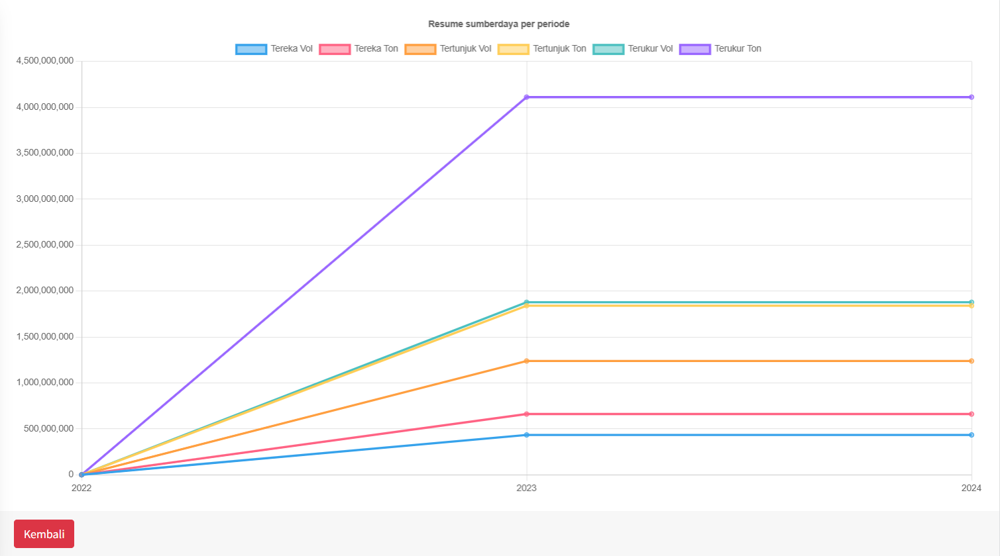 Resume sumberdaya per periode
Tereka Vol Tereka Ton Tertunjuk Vol Tertunjuk Ton Terukur Vol Terukur Ton
4,500,000,000
4,000,000,000
3,500,000,000
3,000,000,000
2,500,000,000
2,000,000,000
1,500,000,000
1,000,000,000
500,000,000
0
2022 2023 2024
Kembali